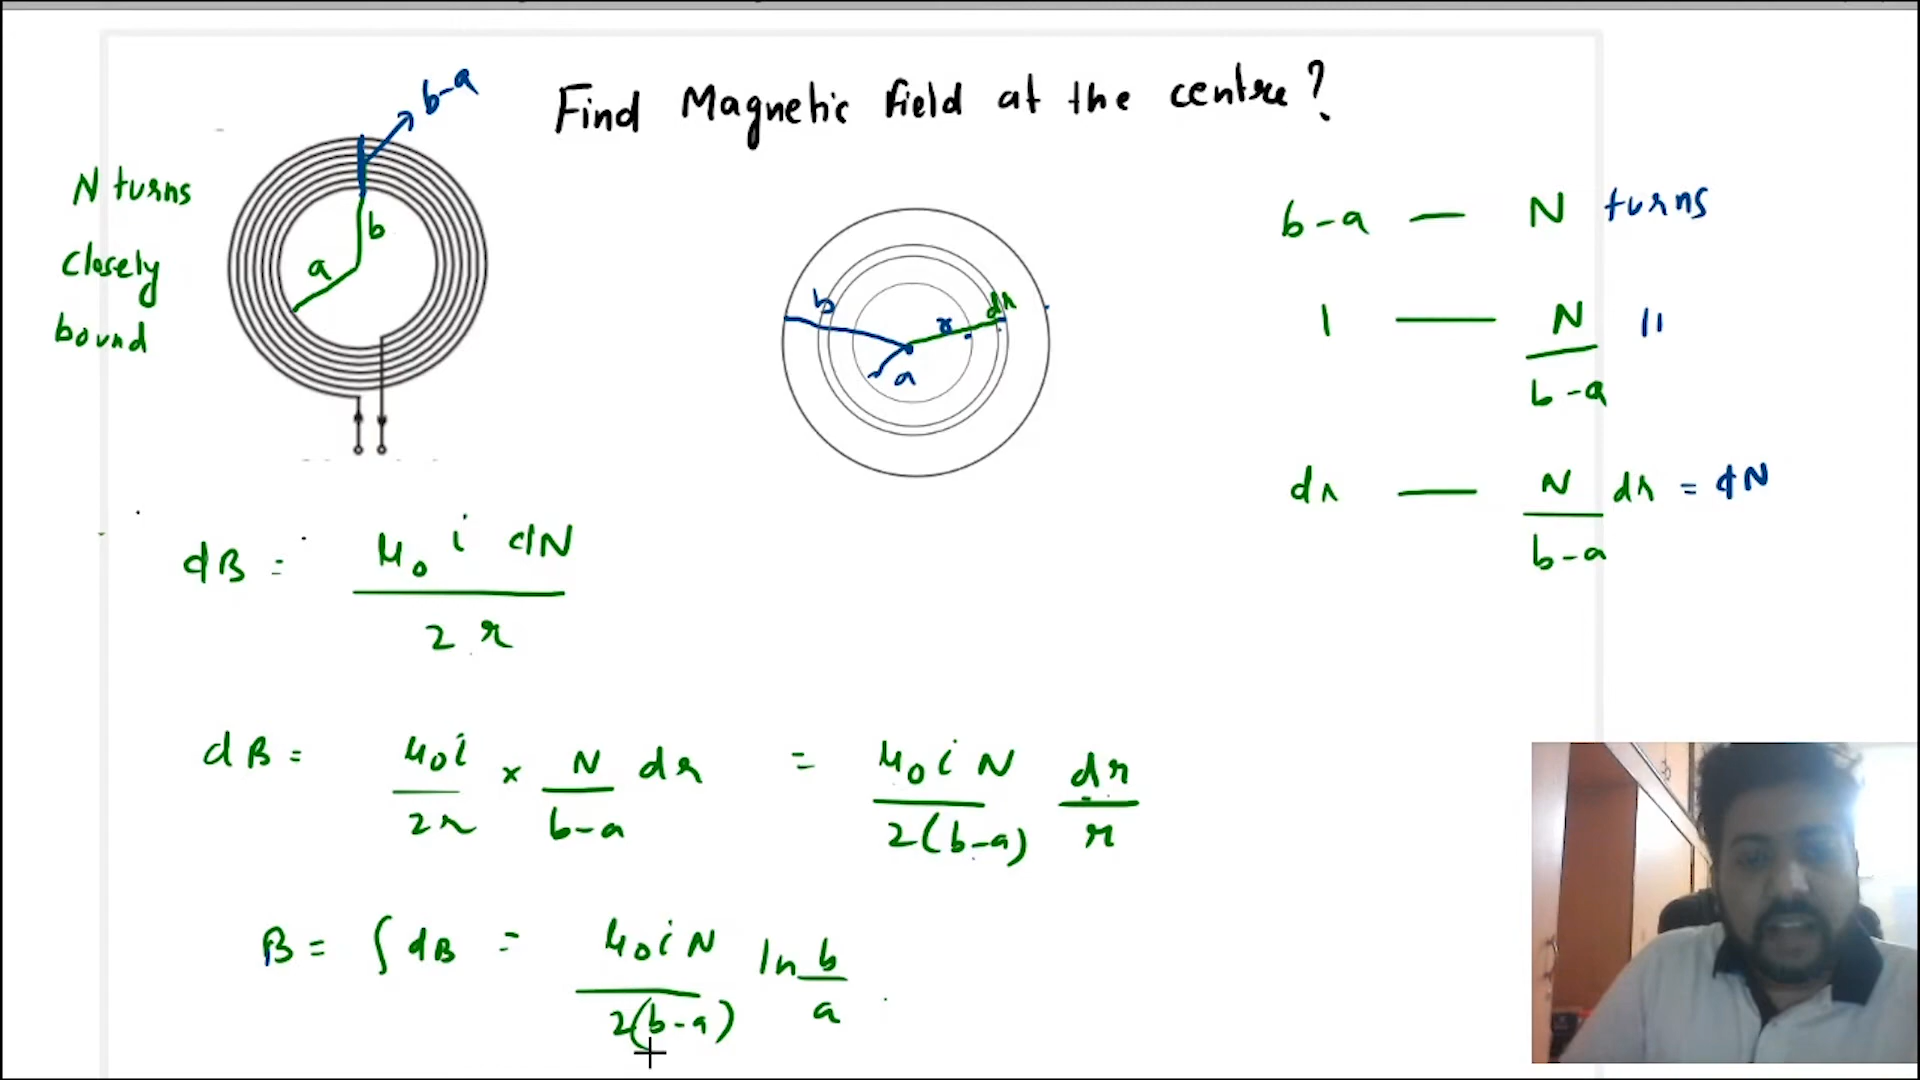 Find Magnetic field at the centre?
b-a
N turns
closely
bound
b
a
b
r
dr
a
b-a — N turns
1 — N/(b-a) "
dr — N/(b-a) dr = dN
dB = μ₀ i dN / 2r
dB = μ₀i/2r × N/(b-a) dr = μ₀iN/2(b-a) dr/r
B = ∫dB = μ₀iN/2(b-a) ln b/a